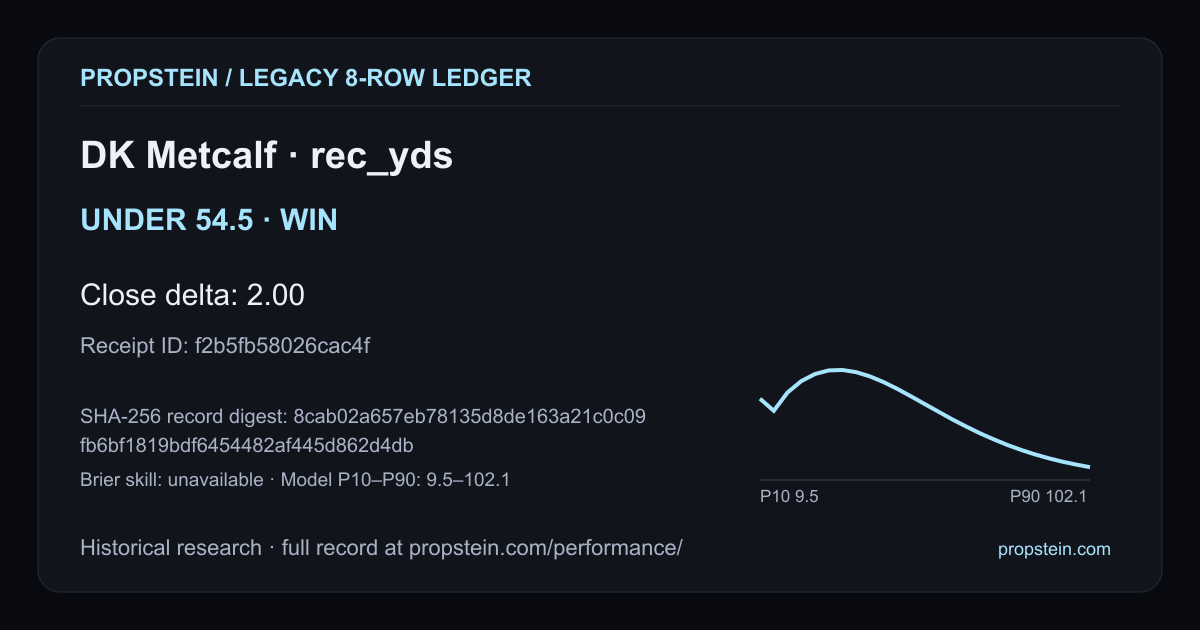 PROPSTEIN / LEGACY 8-ROW LEDGER
DK Metcalf · rec_yds
UNDER 54.5 · WIN
Close delta: 2.00
Receipt ID: f2b5fb58026cac4f
SHA-256 record digest: 8cab02a657eb78135d8de163a21c0c09
fb6bf1819bdf6454482af445d862d4db
Brier skill: unavailable · Model P10–P90: 9.5–102.1
P10 9.5
P90 102.1
Historical research · full record at propstein.com/performance/
propstein.com